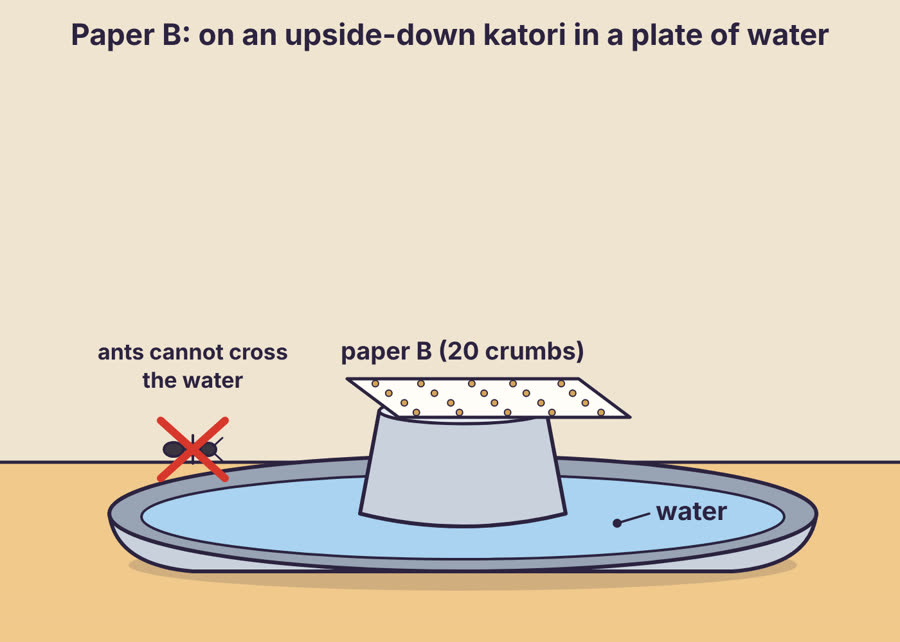 Paper B: on an upside-down katori in a plate of water
ants cannot cross
the water
paper B (20 crumbs)
water